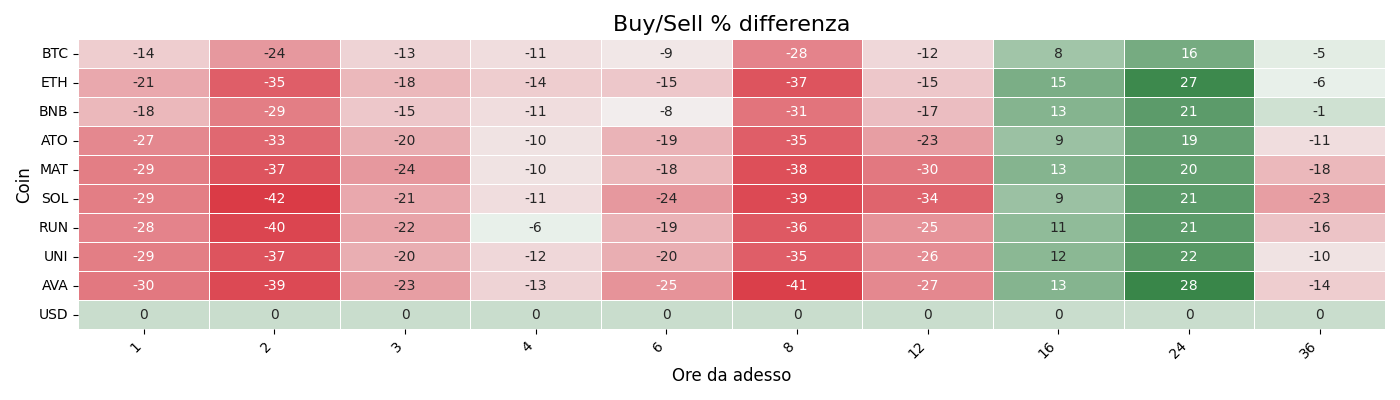 Buy/Sell % differenza
Coin
BTC -14 -24 -13 -11 -9 -28 -12 8 16 -5
ETH -21 -35 -18 -14 -15 -37 -15 15 27 -6
BNB -18 -29 -15 -11 -8 -31 -17 13 21 -1
ATO -27 -33 -20 -10 -19 -35 -23 9 19 -11
MAT -29 -37 -24 -10 -18 -38 -30 13 20 -18
SOL -29 -42 -21 -11 -24 -39 -34 9 21 -23
RUN -28 -40 -22 -6 -19 -36 -25 11 21 -16
UNI -29 -37 -20 -12 -20 -35 -26 12 22 -10
AVA -30 -39 -23 -13 -25 -41 -27 13 28 -14
USD 0 0 0 0 0 0 0 0 0 0
1 2 3 4 6 8 12 16 24 36
Ore da adesso